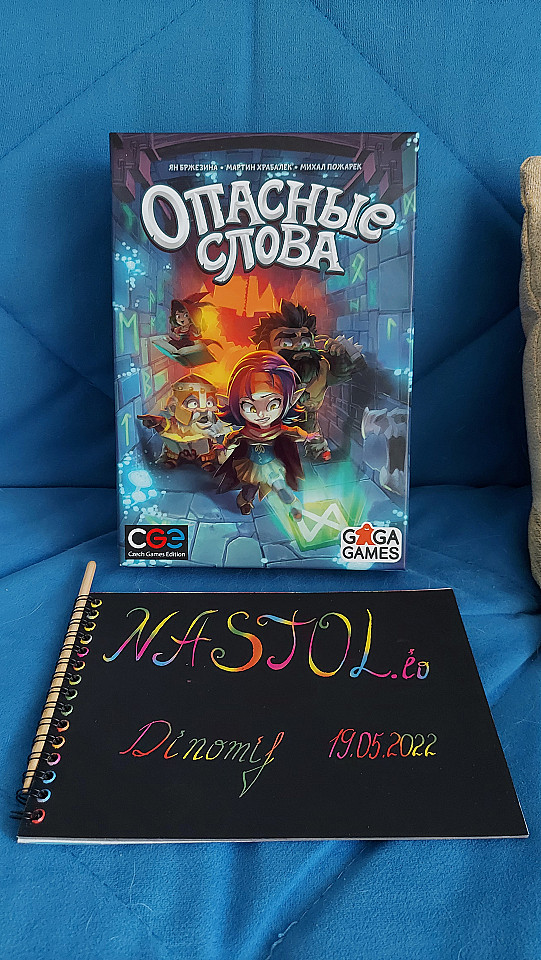 ЯН БРЖЕЗИНА • МАРТИН ХРАБАЛЕК • МИХАЛ ПОЖАРЕК
ОПАСНЫЕ
СЛОВА
CGE
Czech Games Edition
GAGA
GAMES
NASTOL.io
Dinomif 19.05.2022